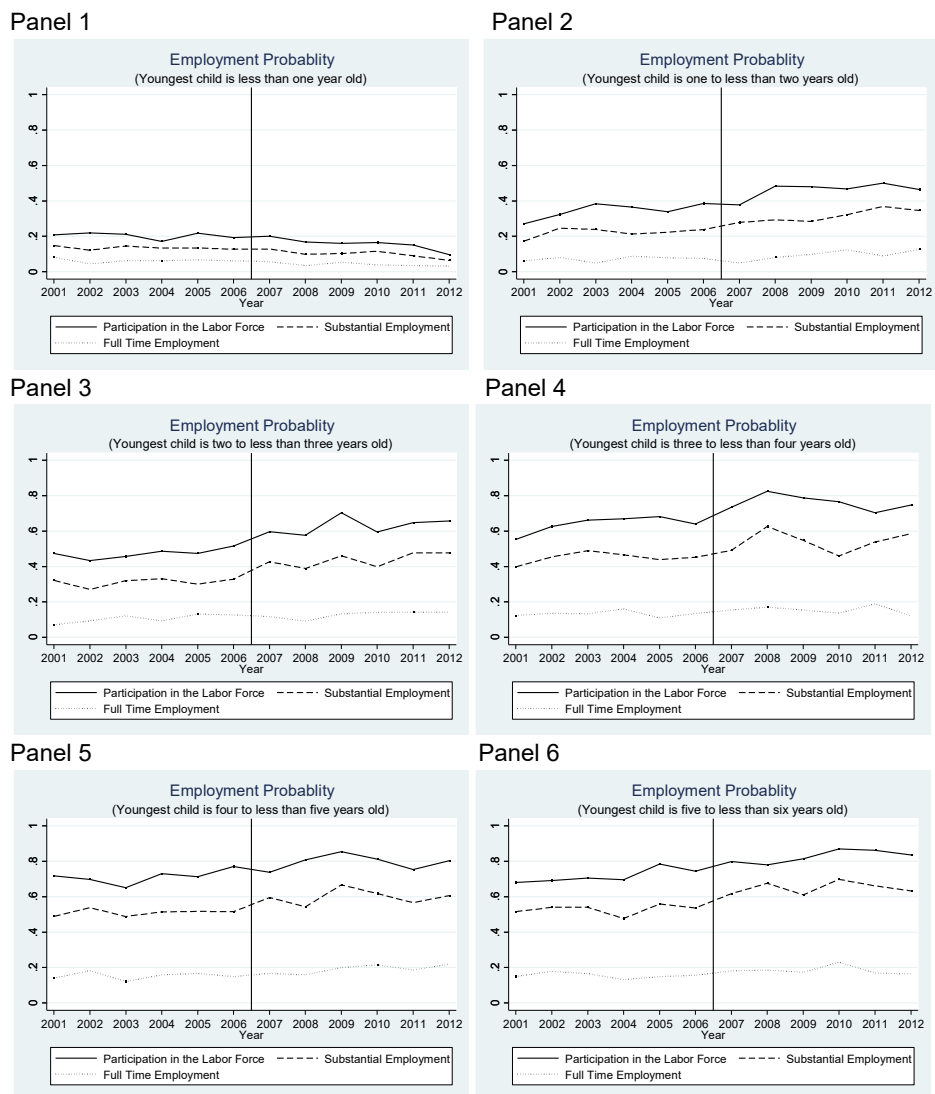 Panel 1
Employment Probablity
(Youngest child is less than one year old)
1
.8
.6
.4
.2
0
2001 2002 2003 2004 2005 2006 2007 2008 2009 2010 2011 2012
Year
Participation in the Labor Force Substantial Employment
Full Time Employment
Panel 2
Employment Probablity
(Youngest child is one to less than two years old)
1
.8
.6
.4
.2
0
2001 2002 2003 2004 2005 2006 2007 2008 2009 2010 2011 2012
Year
Participation in the Labor Force Substantial Employment
Full Time Employment
Panel 3
Employment Probablity
(Youngest child is two to less than three years old)
1
.8
.6
.4
.2
0
2001 2002 2003 2004 2005 2006 2007 2008 2009 2010 2011 2012
Year
Participation in the Labor Force Substantial Employment
Full Time Employment
Panel 4
Employment Probablity
(Youngest child is three to less than four years old)
1
.8
.6
.4
.2
0
2001 2002 2003 2004 2005 2006 2007 2008 2009 2010 2011 2012
Year
Participation in the Labor Force Substantial Employment
Full Time Employment
Panel 5
Employment Probablity
(Youngest child is four to less than five years old)
1
.8
.6
.4
.2
0
2001 2002 2003 2004 2005 2006 2007 2008 2009 2010 2011 2012
Year
Participation in the Labor Force Substantial Employment
Full Time Employment
Panel 6
Employment Probablity
(Youngest child is five to less than six years old)
1
.8
.6
.4
.2
0
2001 2002 2003 2004 2005 2006 2007 2008 2009 2010 2011 2012
Year
Participation in the Labor Force Substantial Employment
Full Time Employment